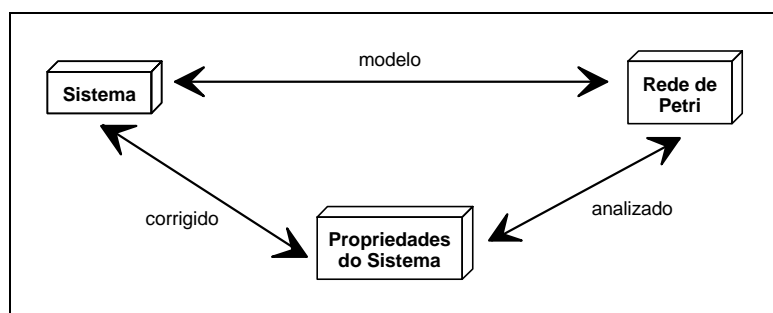 modelo
Sistema
Rede de
Petri
corrigido
analizado
Propriedades
do Sistema